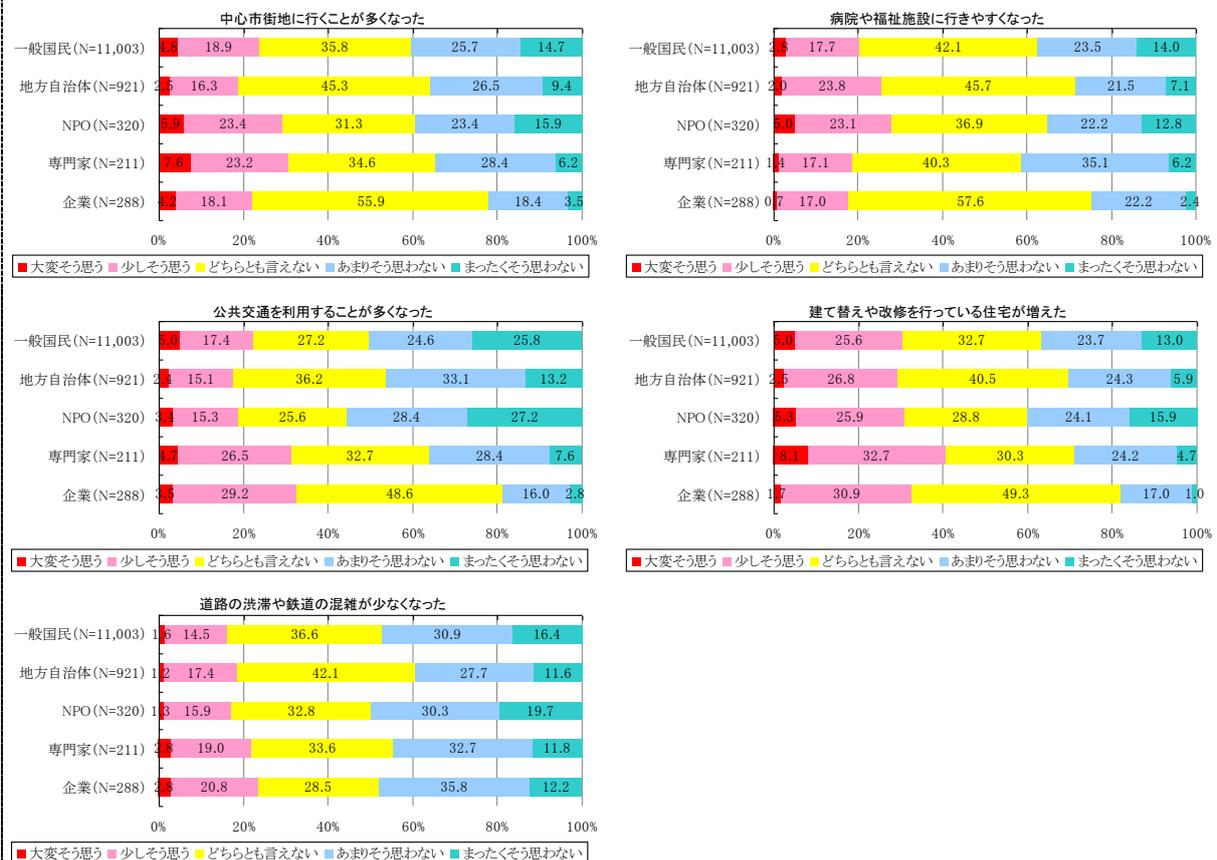 中心市街地に行くことが多くなった
一般国民(N=11,003) 4.8 18.9 35.8 25.7 14.7
地方自治体(N=921) 2.5 16.3 45.3 26.5 9.4
NPO(N=320) 5.9 23.4 31.3 23.4 15.9
専門家(N=211) 7.6 23.2 34.6 28.4 6.2
企業(N=288) 4.2 18.1 55.9 18.4 3.5
0% 20% 40% 60% 80% 100%
大変そう思う 少しそう思う どちらとも言えない あまりそう思わない まったくそう思わない
病院や福祉施設に行きやすくなった
一般国民(N=11,003) 2.8 17.7 42.1 23.5 14.0
地方自治体(N=921) 2.0 23.8 45.7 21.5 7.1
NPO(N=320) 5.0 23.1 36.9 22.2 12.8
専門家(N=211) 1.4 17.1 40.3 35.1 6.2
企業(N=288) 0.7 17.0 57.6 22.2 2.4
0% 20% 40% 60% 80% 100%
大変そう思う 少しそう思う どちらとも言えない あまりそう思わない まったくそう思わない
公共交通を利用することが多くなった
一般国民(N=11,003) 5.0 17.4 27.2 24.6 25.8
地方自治体(N=921) 2.4 15.1 36.2 33.1 13.2
NPO(N=320) 3.4 15.3 25.6 28.4 27.2
専門家(N=211) 4.7 26.5 32.7 28.4 7.6
企業(N=288) 3.5 29.2 48.6 16.0 2.8
0% 20% 40% 60% 80% 100%
大変そう思う 少しそう思う どちらとも言えない あまりそう思わない まったくそう思わない
建て替えや改修を行っている住宅が増えた
一般国民(N=11,003) 5.0 25.6 32.7 23.7 13.0
地方自治体(N=921) 2.5 26.8 40.5 24.3 5.9
NPO(N=320) 5.3 25.9 28.8 24.1 15.9
専門家(N=211) 8.1 32.7 30.3 24.2 4.7
企業(N=288) 1.7 30.9 49.3 17.0 1.0
0% 20% 40% 60% 80% 100%
大変そう思う 少しそう思う どちらとも言えない あまりそう思わない まったくそう思わない
道路の渋滞や鉄道の混雑が少なくなった
一般国民(N=11,003) 1.6 14.5 36.6 30.9 16.4
地方自治体(N=921) 1.2 17.4 42.1 27.7 11.6
NPO(N=320) 1.3 15.9 32.8 30.3 19.7
専門家(N=211) 2.8 19.0 33.6 32.7 11.8
企業(N=288) 2.8 20.8 28.5 35.8 12.2
0% 20% 40% 60% 80% 100%
大変そう思う 少しそう思う どちらとも言えない あまりそう思わない まったくそう思わない